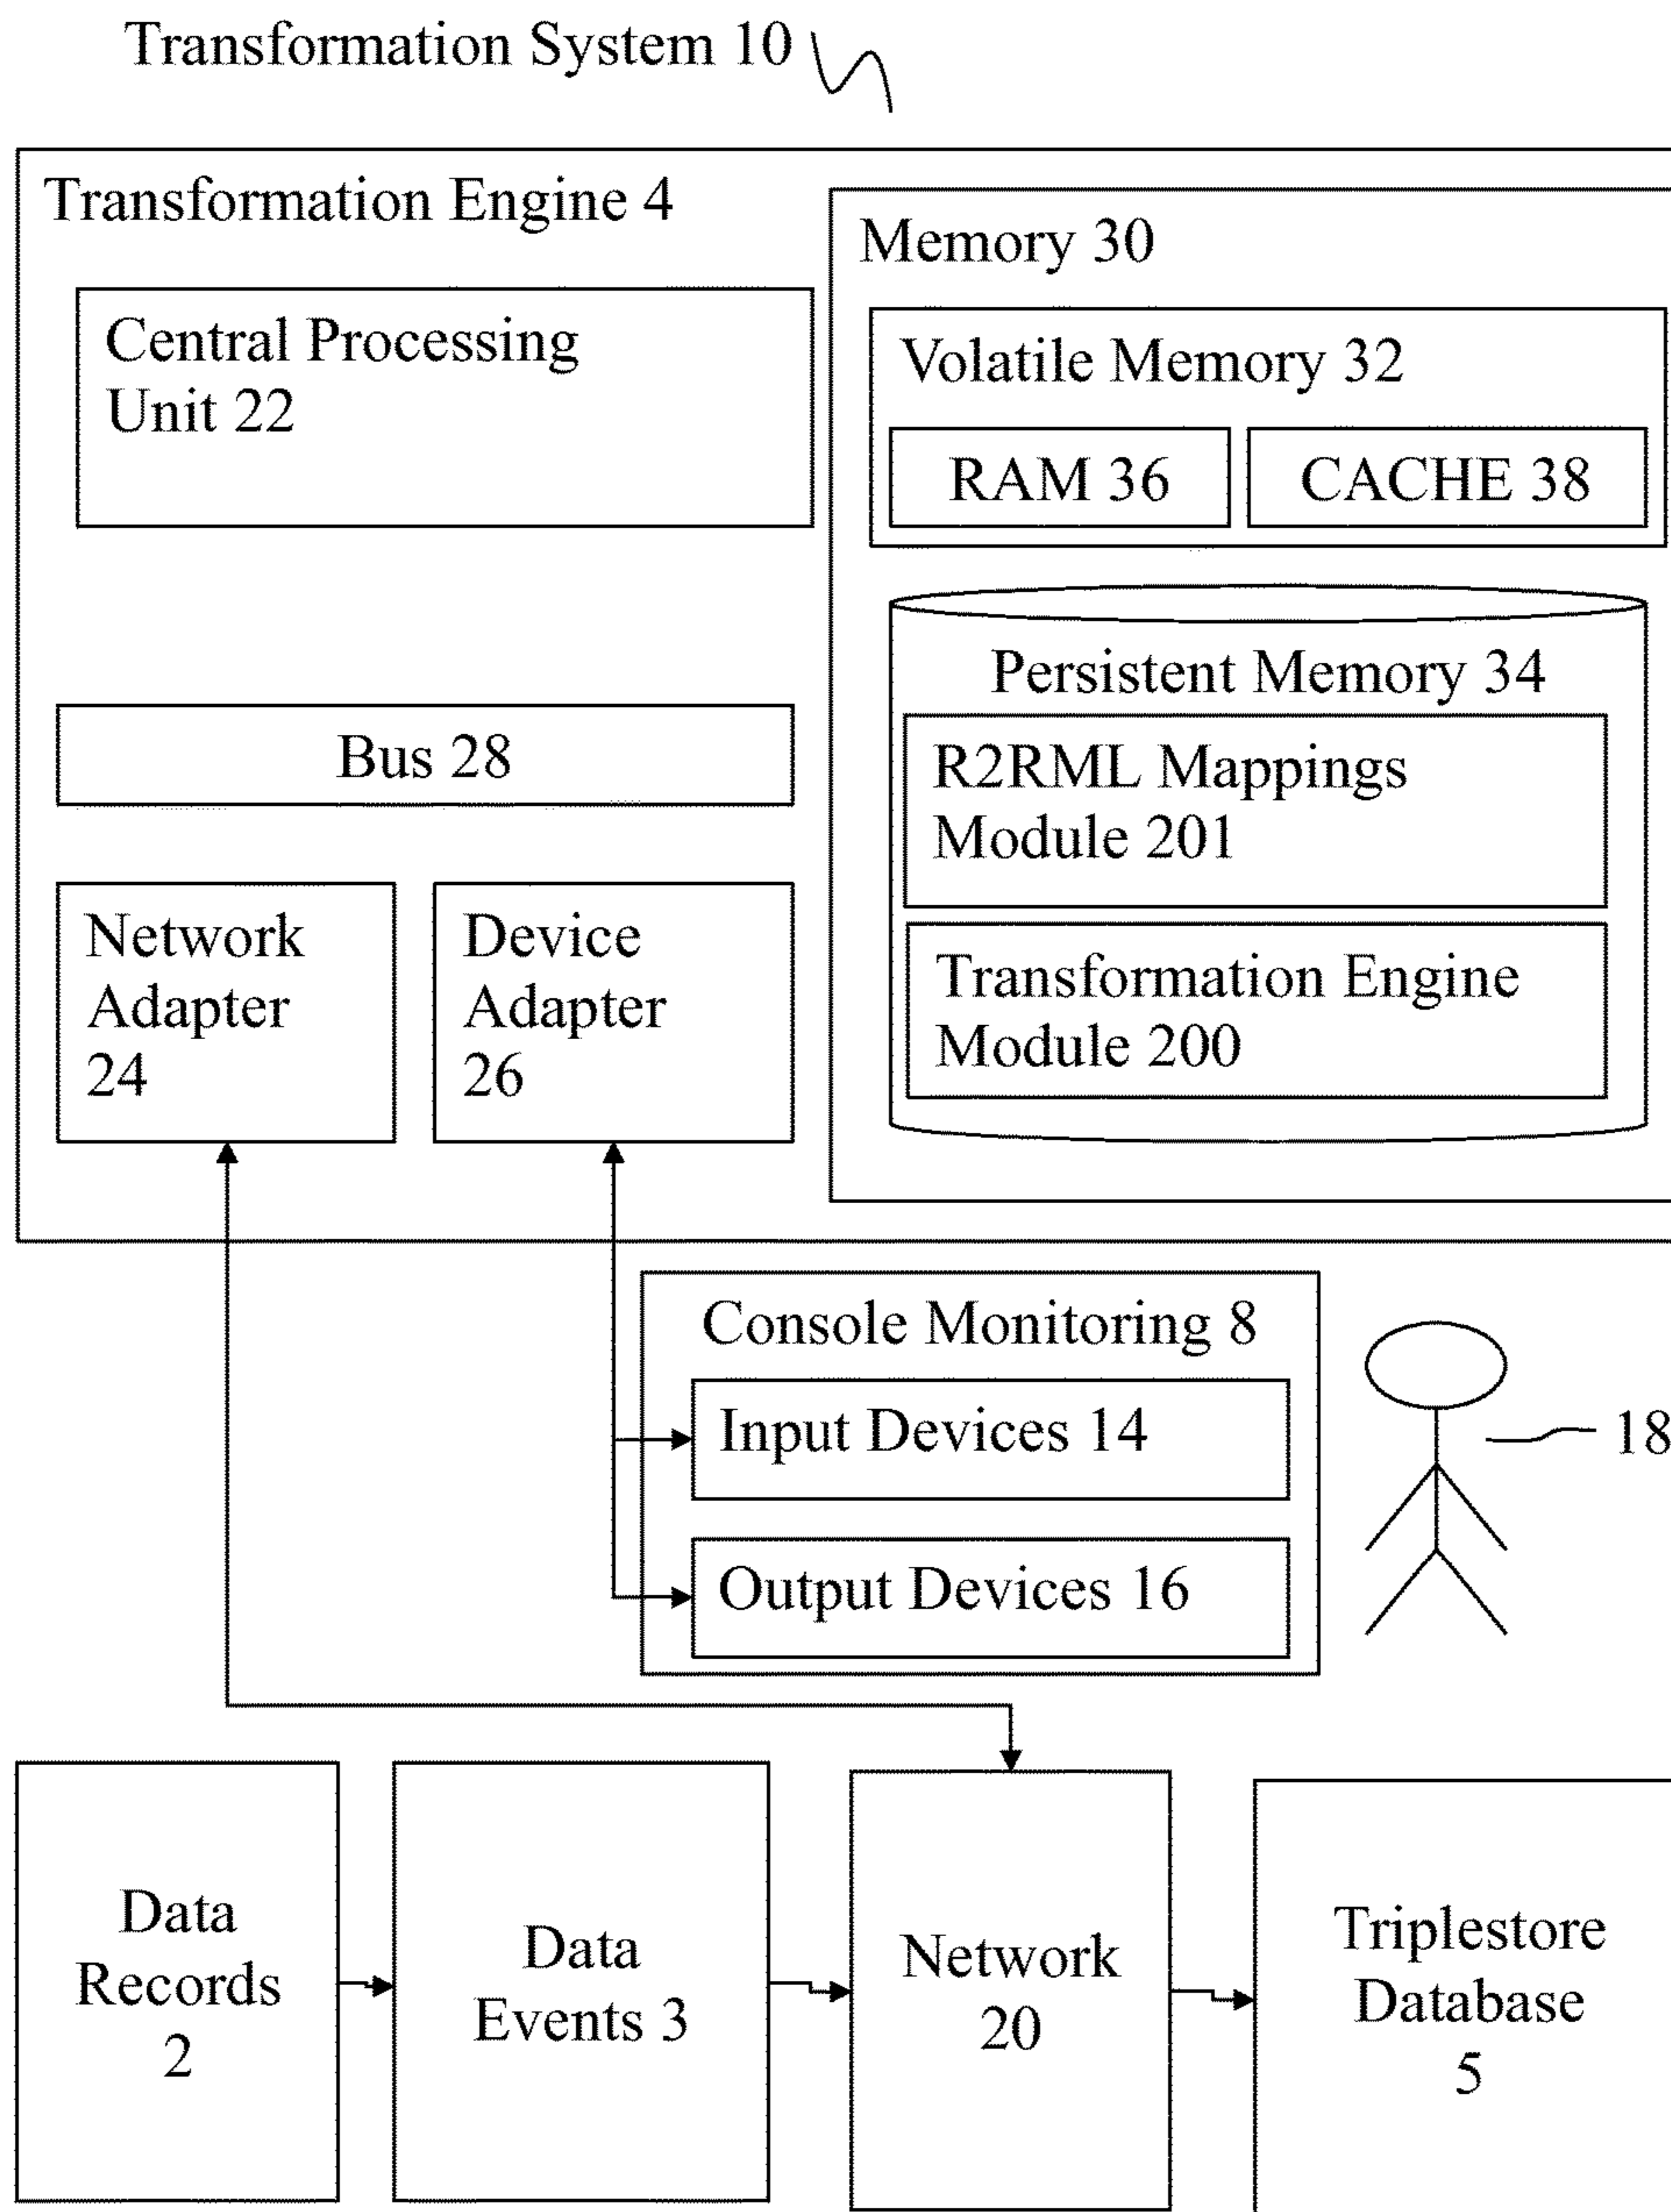 Transformation System 10
Transformation Engine 4
Central Processing
Unit 22
Bus 28
Network
Adapter
24
Device
Adapter
26
Memory 30
Volatile Memory 32
RAM 36
CACHE 38
Persistent Memory 34
R2RML Mappings
Module 201
Transformation Engine
Module 200
Console Monitoring 8
Input Devices 14
Output Devices 16
18
Data
Records
2
Data
Events 3
Network
20
Triplestore
Database
5